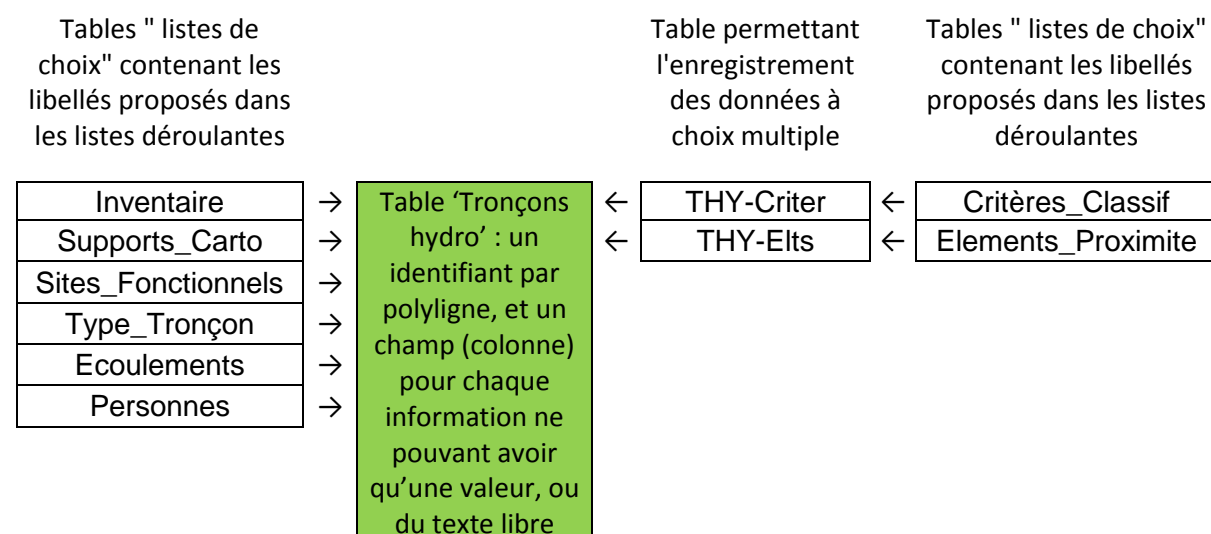 Tables " listes de
choix" contenant les
libellés proposés dans
les listes déroulantes
Table permettant
l'enregistrement
des données à
choix multiple
Tables " listes de choix"
contenant les libellés
proposés dans les listes
déroulantes
Inventaire →
Supports_Carto →
Sites_Fonctionnels →
Type_Tronçon →
Ecoulements →
Personnes →
Table ‘Tronçons
hydro’ : un
identifiant par
polyligne, et un
champ (colonne)
pour chaque
information ne
pouvant avoir
qu’une valeur, ou
du texte libre
← THY-Criter ← Critères_Classif
← THY-Elts ← Elements_Proximite